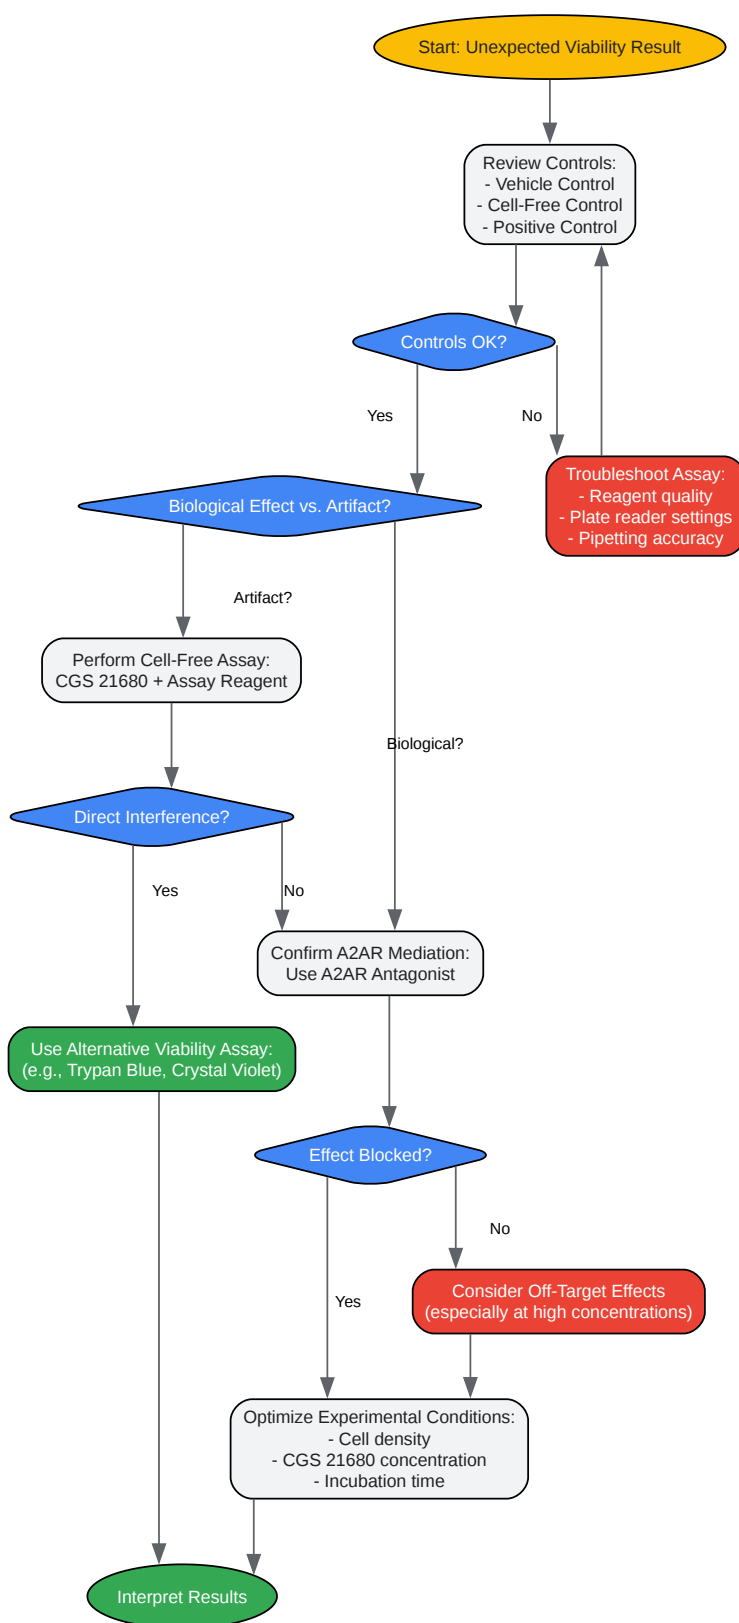 Start: Unexpected Viability Result
Review Controls:
- Vehicle Control
- Cell-Free Control
- Positive Control
Controls OK?
Yes
No
Troubleshoot Assay:
- Reagent quality
- Plate reader settings
- Pipetting accuracy
Biological Effect vs. Artifact?
Artifact?
Perform Cell-Free Assay:
CGS 21680 + Assay Reagent
Biological?
Direct Interference?
Yes
No
Confirm A2AR Mediation:
Use A2AR Antagonist
Use Alternative Viability Assay:
(e.g., Trypan Blue, Crystal Violet)
Effect Blocked?
No
Yes
Consider Off-Target Effects
(especially at high concentrations)
Optimize Experimental Conditions:
- Cell density
- CGS 21680 concentration
- Incubation time
Interpret Results